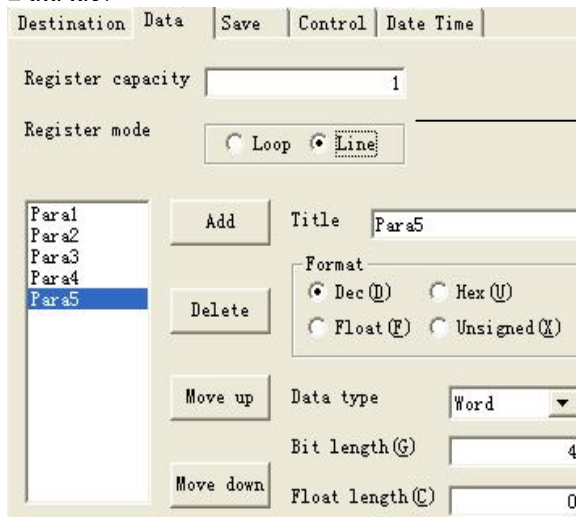 Destination Data Save Control Date Time
Register capacity 1
Register mode Loop Line
Para1
Para2
Para3
Para4
Para5
Add
Delete
Move up
Move down
Title Para5
Format
Dec(D) Hex(U)
Float(F) Unsigned(X)
Data type Word
Bit length(G) 4
Float length(C) 0